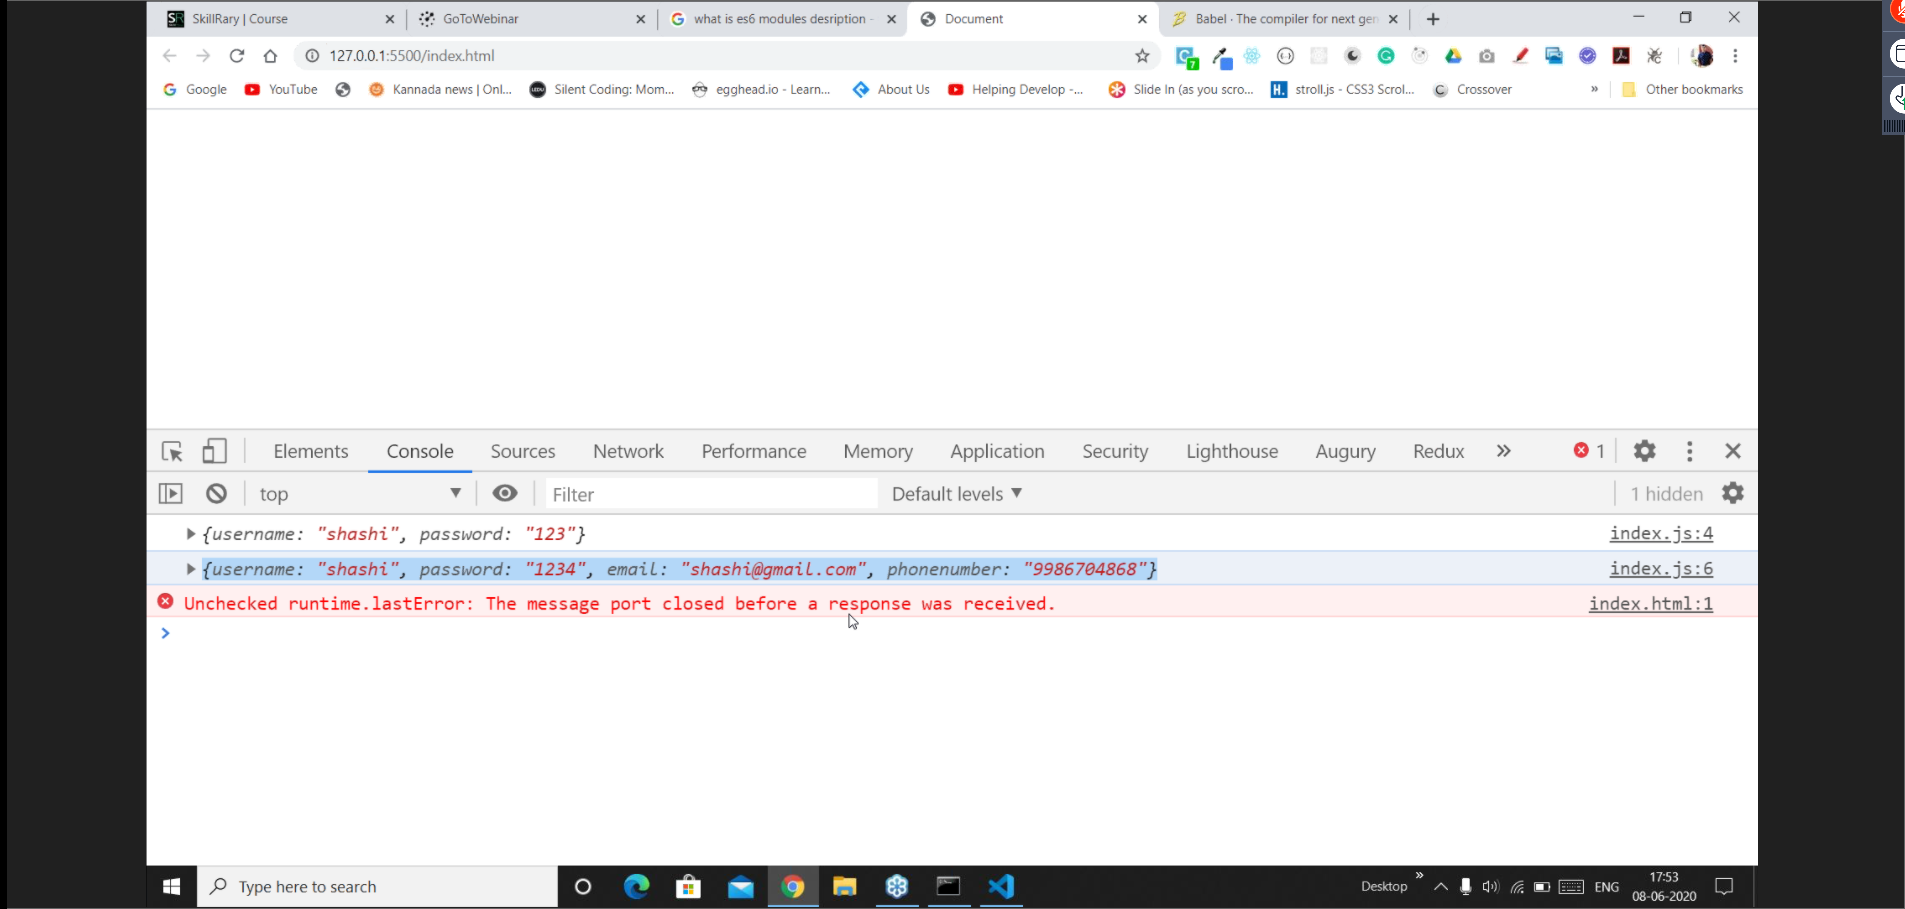 SkillRary | Course
GoToWebinar
what is es6 modules desription -
Document
Babel · The compiler for next gen
127.0.0.1:5500/index.html
7
Google YouTube Kannada news | Onl... Silent Coding: Mom... egghead.io - Learn... About Us Helping Develop -... Slide In (as you scro... stroll.js - CSS3 Scrol... Crossover » Other bookmarks
Elements Console Sources Network Performance Memory Application Security Lighthouse Augury Redux 1
top Filter Default levels 1 hidden
{username: "shashi", password: "123"} index.js:4
{username: "shashi", password: "1234", email: "shashi@gmail.com", phonenumber: "9986704868"} index.js:6
Unchecked runtime.lastError: The message port closed before a response was received. index.html:1
Type here to search
Desktop » ENG
17:53
08-06-2020